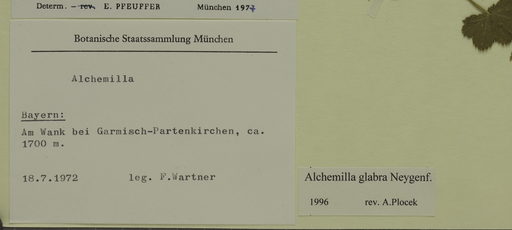 Determ. – rev. E. PFEUFFER München 1977
Botanische Staatssammlung München
Alchemilla
Bayern:
Am Wank bei Garmisch-Partenkirchen, ca.
1700 m.
18.7.1972 leg. F.Wartner
Alchemilla glabra Neygenf.
1996 rev. A.Plocek